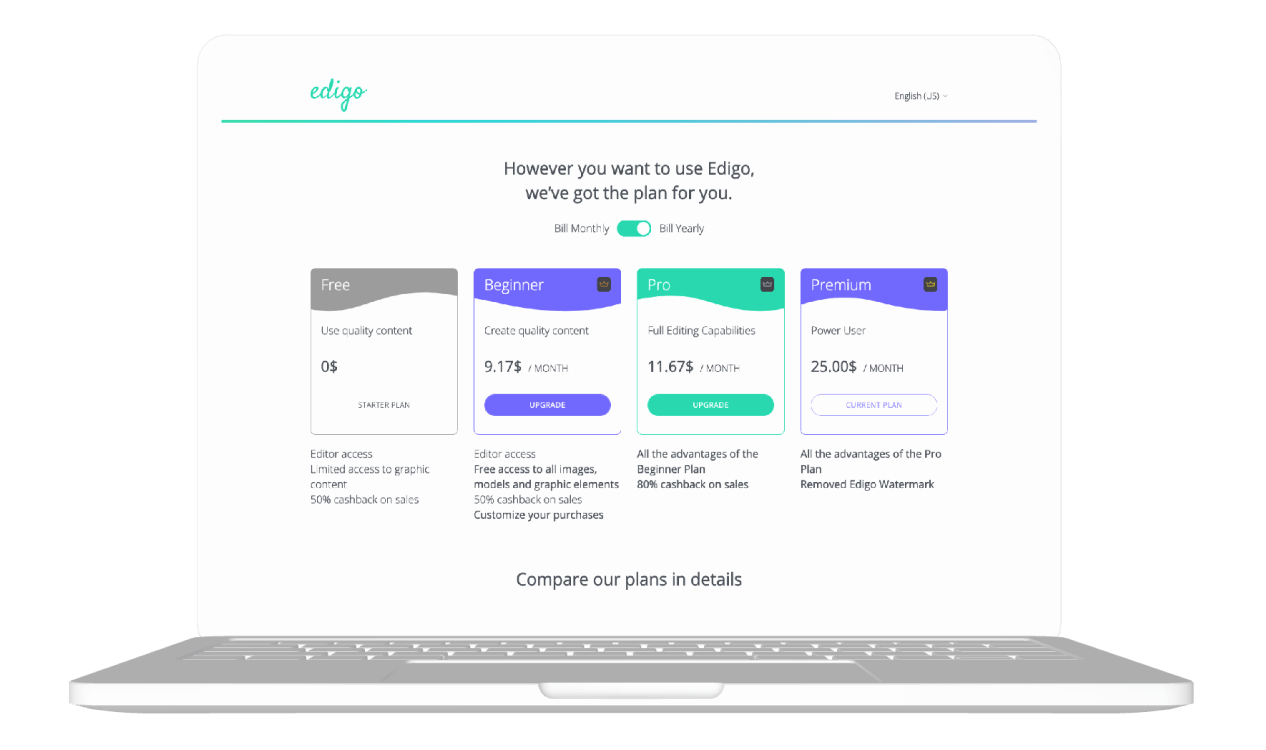 edigo
English (US)
However you want to use Edigo,
we've got the plan for you.
Bill Monthly
Bill Yearly
Free
Use quality content
0$
STARTER PLAN
Editor access
Limited access to graphic
content
50% cashback on sales
Beginner
Create quality content
9.17$ / MONTH
UPGRADE
Editor access
Free access to all images,
models and graphic elements
50% cashback on sales
Customize your purchases
Pro
Full Editing Capabilities
11.67$ / MONTH
UPGRADE
All the advantages of the
Beginner Plan
80% cashback on sales
Premium
Power User
25.00$ / MONTH
CURRENT PLAN
All the advantages of the Pro
Plan
Removed Edigo Watermark
Compare our plans in details